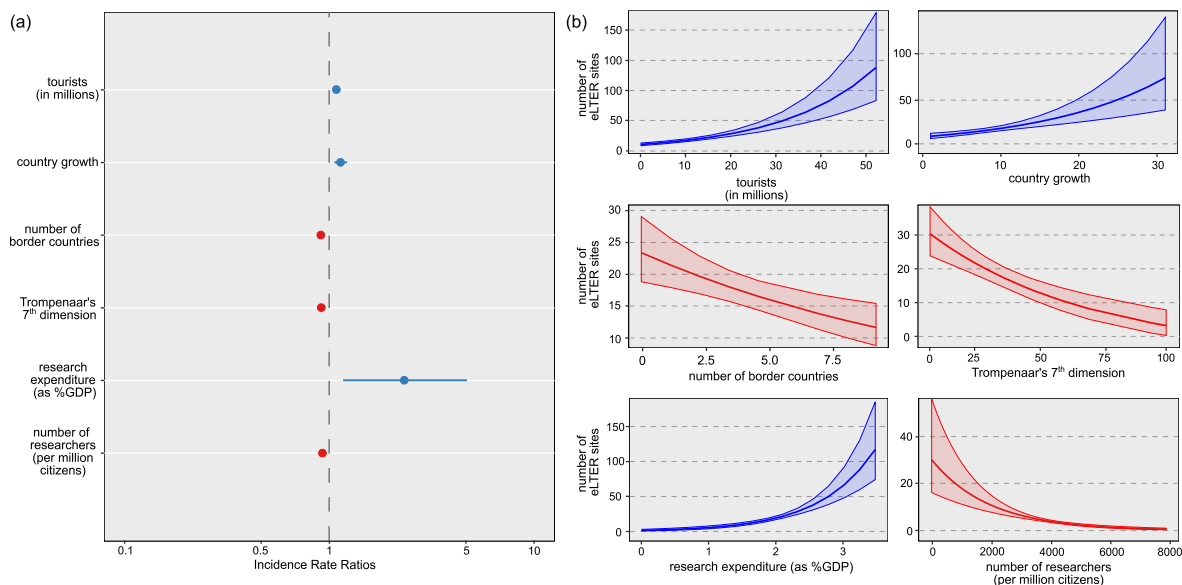 (a)
tourists
(in millions)
country growth
number of
border countries
Trompenaar's
7th dimension
research
expenditure
(as %GDP)
number of
researchers
(per million
citizens)
0.1 0.5 1 5 10
Incidence Rate Ratios
(b)
number of
eLTER sites
150
100
100
50
0
0 10 20 30 40 50
tourists
(in millions)
100
50
0
0 10 20 30
country growth
number of
eLTER sites
30
25
20
15
10
0 2.5 5.0 7.5
number of border countries
30
20
10
0
0 25 50 75 100
Trompenaar's 7th dimension
number of
eLTER sites
150
100
50
0
0 1 2 3
research expenditure (as %GDP)
40
20
0
0 2000 4000 6000 8000
number of researchers
(per million citizens)